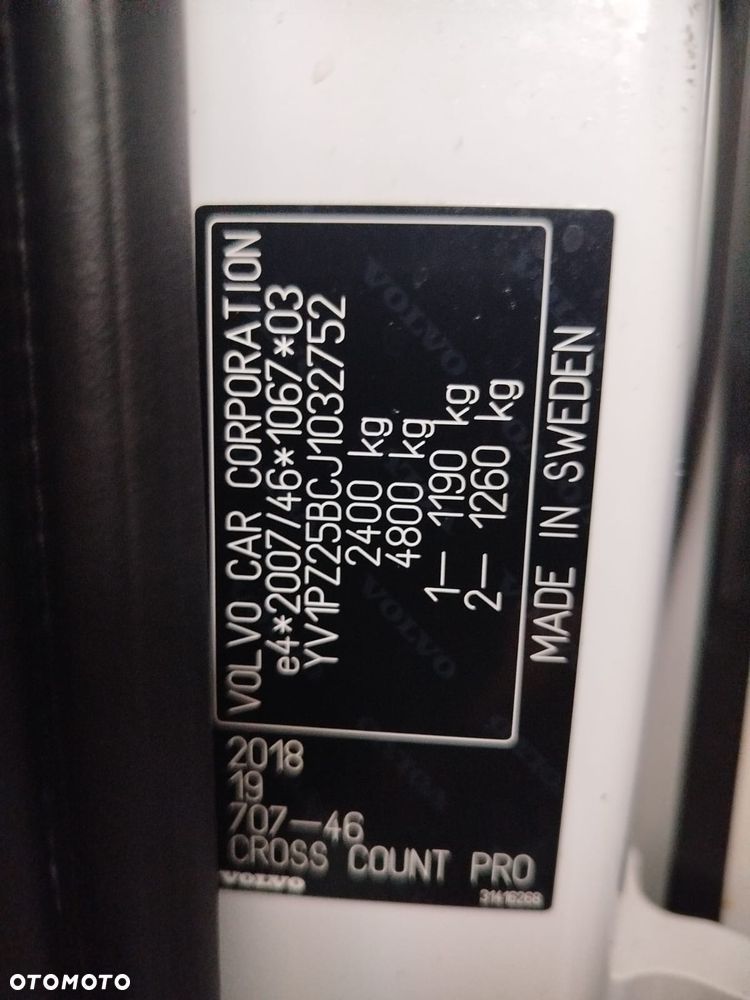 VOLVO CAR CORPORATION
e4*2007/46*1067*03
YV1PZ25BCJ1032752
2400 kg
4800 kg
1– 1190 kg
2– 1260 kg
MADE IN SWEDEN
2018
19
707–46
CROSS COUNT PRO
VOLVO
31416268
OTOMOTO